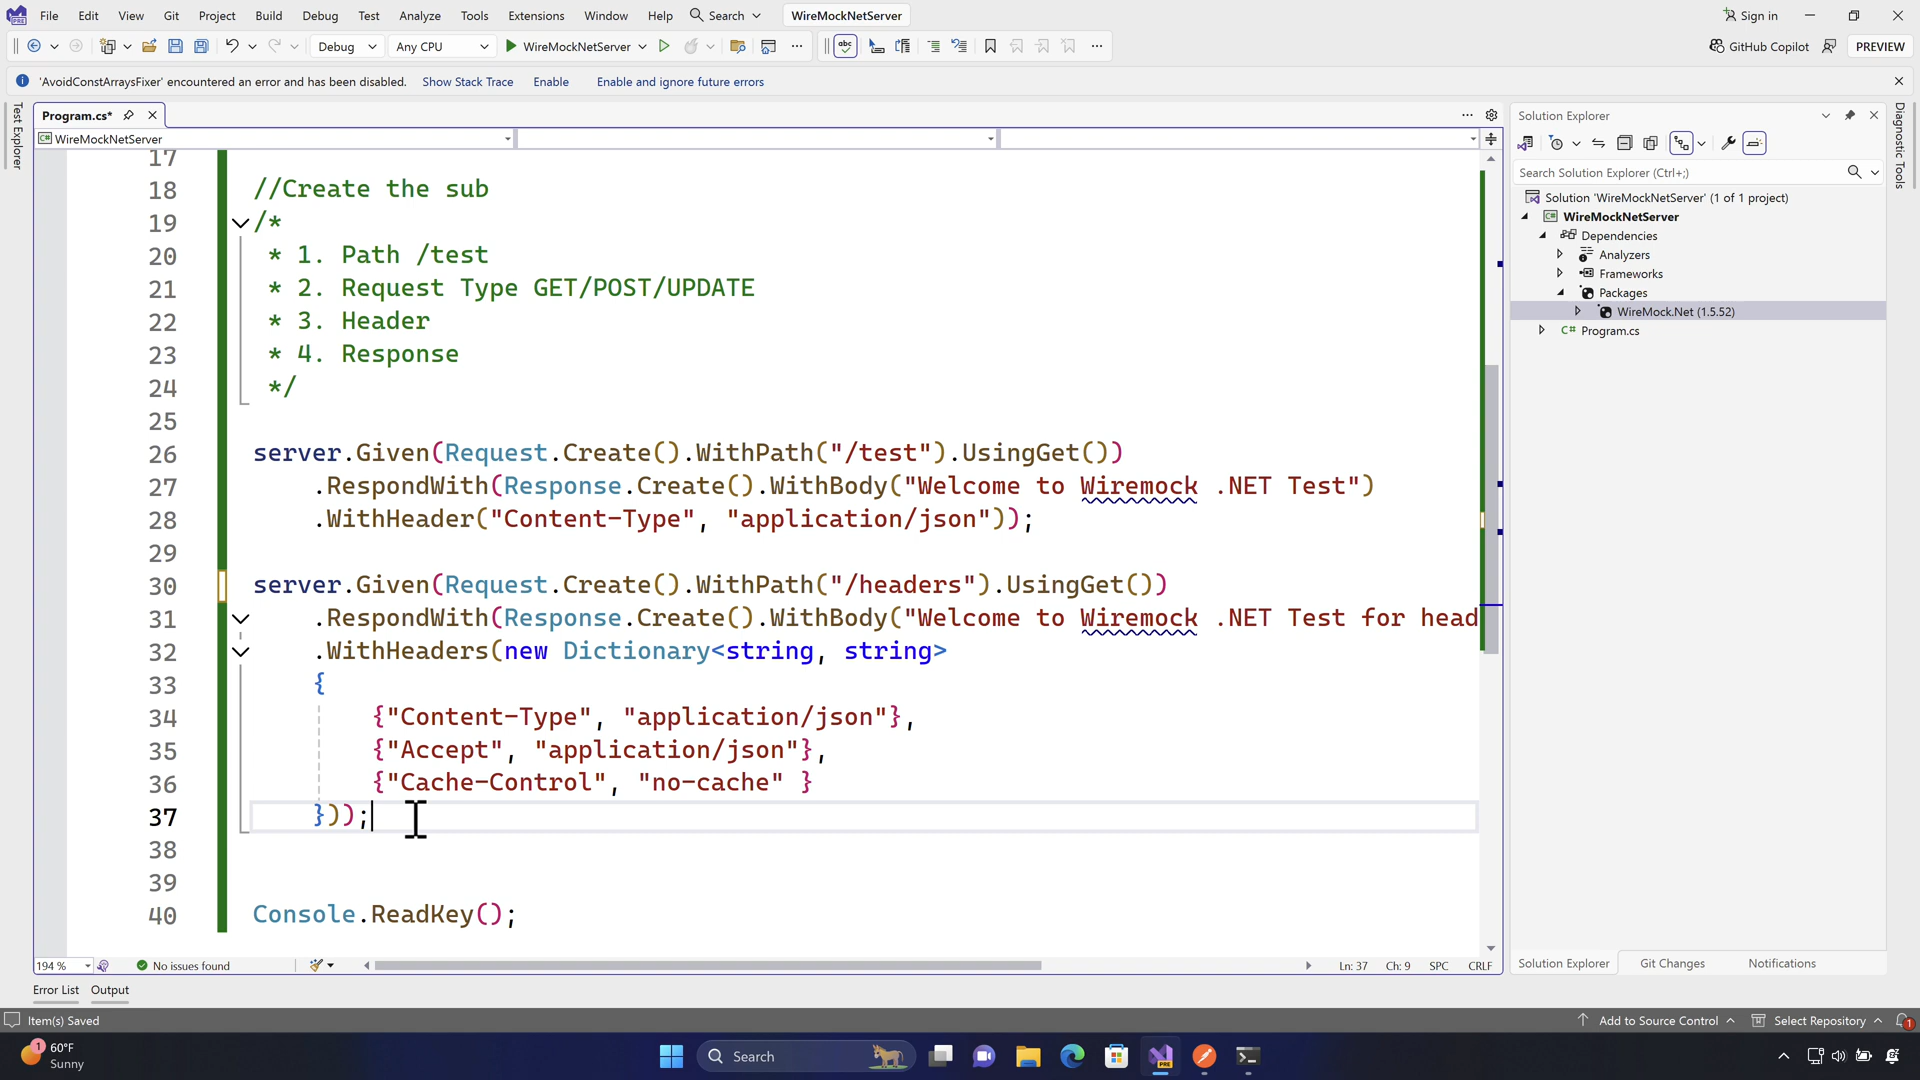 File Edit View Git Project Build Debug Test Analyze Tools Extensions Window Help Search WireMockNetServer Sign in
Debug Any CPU WireMockNetServer abc GitHub Copilot PREVIEW
'AvoidConstArraysFixer' encountered an error and has been disabled. Show Stack Trace Enable Enable and ignore future errors
Test Explorer
Program.cs*
C# WireMockNetServer
17
18 //Create the sub
19 /*
20 * 1. Path /test
21 * 2. Request Type GET/POST/UPDATE
22 * 3. Header
23 * 4. Response
24 */
25
26 server.Given(Request.Create().WithPath("/test").UsingGet())
27 .RespondWith(Response.Create().WithBody("Welcome to Wiremock .NET Test")
28 .WithHeader("Content-Type", "application/json"));
29
30 server.Given(Request.Create().WithPath("/headers").UsingGet())
31 .RespondWith(Response.Create().WithBody("Welcome to Wiremock .NET Test for head
32 .WithHeaders(new Dictionary<string, string>
33 {
34 {"Content-Type", "application/json"},
35 {"Accept", "application/json"},
36 {"Cache-Control", "no-cache" }
37 }));
38
39
40 Console.ReadKey();
194 % No issues found Ln: 37 Ch: 9 SPC CRLF
Solution Explorer
Search Solution Explorer (Ctrl+;)
Solution 'WireMockNetServer' (1 of 1 project)
C# WireMockNetServer
Dependencies
Analyzers
Frameworks
Packages
WireMock.Net (1.5.52)
C# Program.cs
Solution Explorer Git Changes Notifications
Diagnostic Tools
Error List Output
Item(s) Saved Add to Source Control Select Repository 1
1 60°F
Sunny
Search
PRE